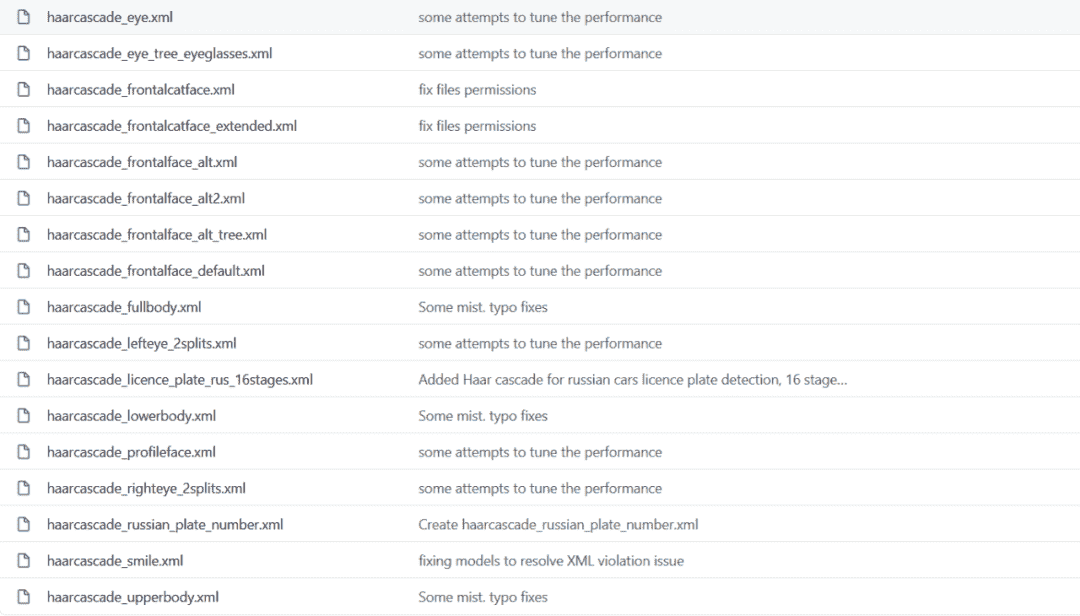 haarcascade_eye.xml some attempts to tune the performance
haarcascade_eye_tree_eyeglasses.xml some attempts to tune the performance
haarcascade_frontalcatface.xml fix files permissions
haarcascade_frontalcatface_extended.xml fix files permissions
haarcascade_frontalface_alt.xml some attempts to tune the performance
haarcascade_frontalface_alt2.xml some attempts to tune the performance
haarcascade_frontalface_alt_tree.xml some attempts to tune the performance
haarcascade_frontalface_default.xml some attempts to tune the performance
haarcascade_fullbody.xml Some mist. typo fixes
haarcascade_lefteye_2splits.xml some attempts to tune the performance
haarcascade_licence_plate_rus_16stages.xml Added Haar cascade for russian cars licence plate detection, 16 stage...
haarcascade_lowerbody.xml Some mist. typo fixes
haarcascade_profileface.xml some attempts to tune the performance
haarcascade_righteye_2splits.xml some attempts to tune the performance
haarcascade_russian_plate_number.xml Create haarcascade_russian_plate_number.xml
haarcascade_smile.xml fixing models to resolve XML violation issue
haarcascade_upperbody.xml Some mist. typo fixes